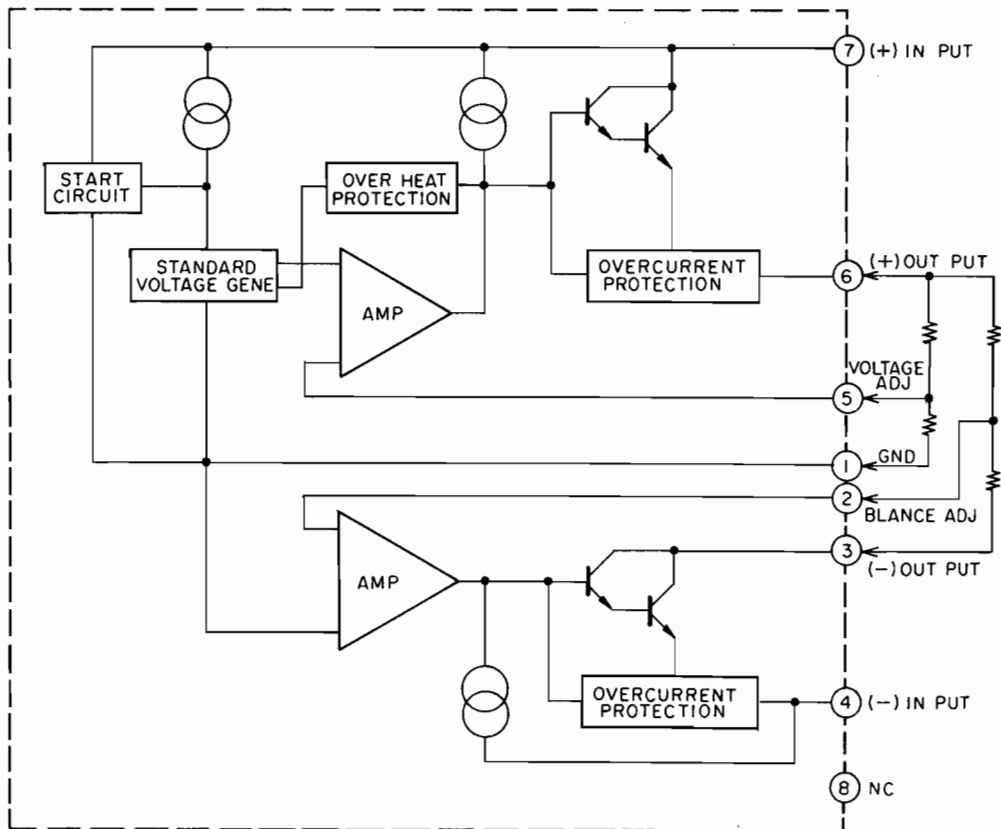 7 (+) IN PUT
START
CIRCUIT
OVER HEAT
PROTECTION
STANDARD
VOLTAGE GENE
AMP
OVERCURRENT
PROTECTION
6 (+) OUT PUT
VOLTAGE
ADJ
5
1 GND
2 BLANCE ADJ
3 (-) OUT PUT
AMP
OVERCURRENT
PROTECTION
4 (-) IN PUT
8 NC